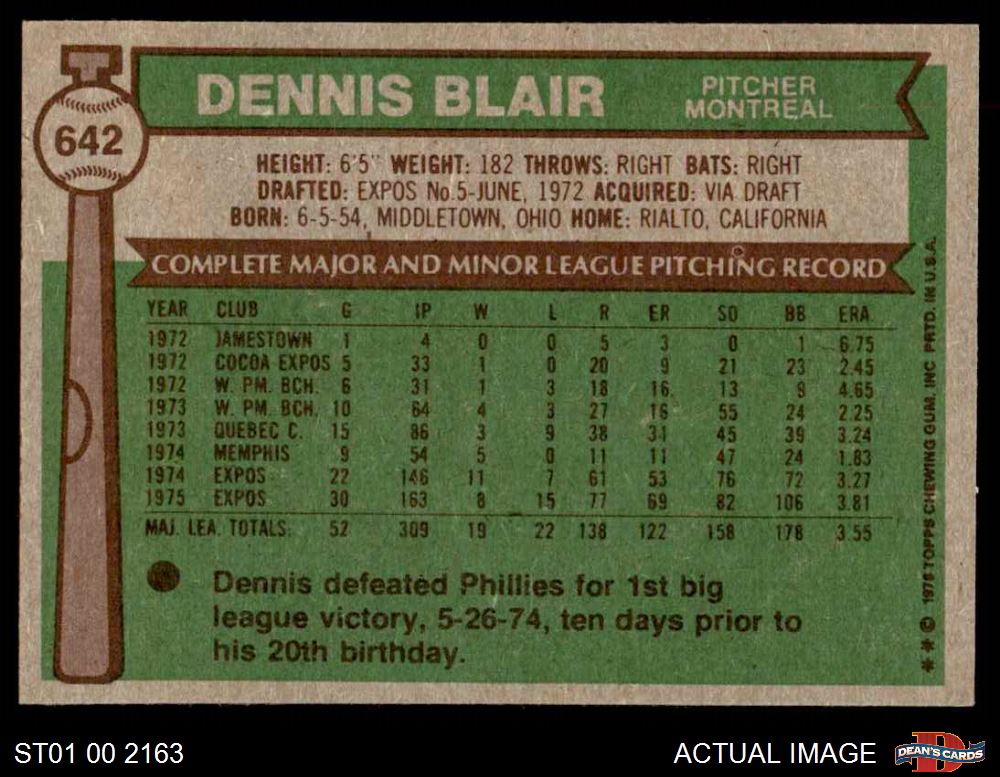 DENNIS BLAIR
PITCHER
MONTREAL
642
HEIGHT: 6'5" WEIGHT: 182 THROWS: RIGHT BATS: RIGHT
DRAFTED: EXPOS No.5-JUNE, 1972 ACQUIRED: VIA DRAFT
BORN: 6-5-54, MIDDLETOWN, OHIO HOME: RIALTO, CALIFORNIA
COMPLETE MAJOR AND MINOR LEAGUE PITCHING RECORD
YEAR CLUB G IP W L R ER SO BB ERA
1972 JAMESTOWN 1 4 0 0 5 3 0 1 6.75
1972 COCOA EXPOS 5 33 1 0 20 9 21 23 2.45
1972 W. PM. BCH. 6 31 1 3 18 16 13 9 4.65
1973 W. PM. BCH. 10 64 4 3 27 16 55 24 2.25
1973 QUEBEC C. 15 86 3 9 38 31 45 39 3.24
1974 MEMPHIS 9 54 5 0 11 11 47 24 1.83
1974 EXPOS 22 146 11 7 61 53 76 72 3.27
1975 EXPOS 30 163 8 15 77 69 82 106 3.81
MAJ. LEA. TOTALS: 52 309 19 22 138 122 158 178 3.55
Dennis defeated Phillies for 1st big
league victory, 5-26-74, ten days prior to
his 20th birthday.
** © 1976 TOPPS CHEWING GUM, INC PRTD. IN U.S.A.
ST01 00 2163
ACTUAL IMAGE
D
DEAN'S CARDS